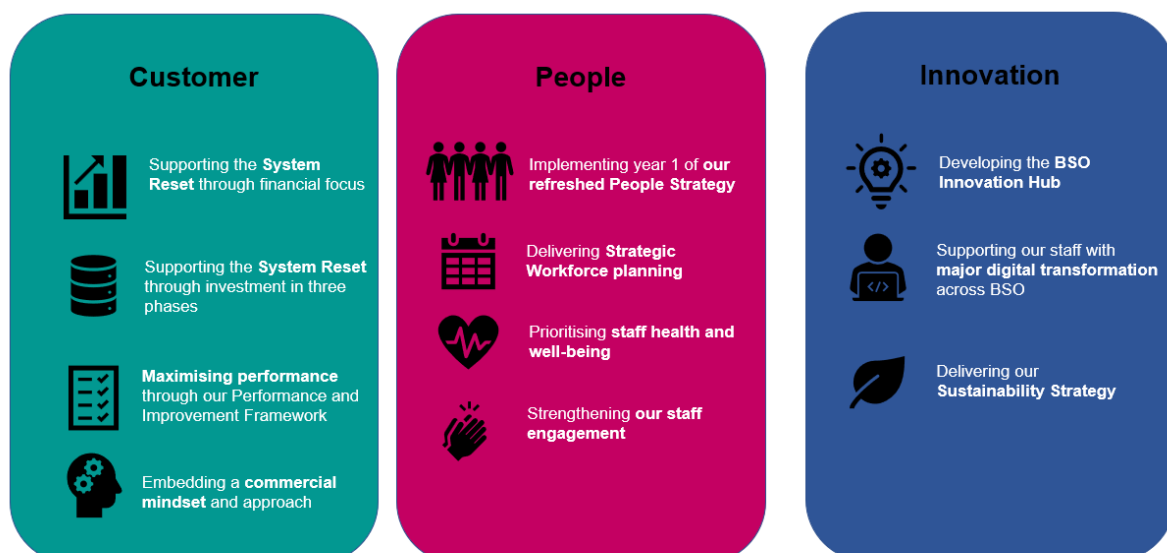 Customer
Supporting the System
Reset through financial focus
Supporting the System Reset
through investment in three
phases
Maximising performance
through our Performance and
Improvement Framework
Embedding a commercial
mindset and approach
People
Implementing year 1 of our
refreshed People Strategy
Delivering Strategic
Workforce planning
Prioritising staff health and
well-being
Strengthening our staff
engagement
Innovation
Developing the BSO
Innovation Hub
Supporting our staff with
major digital transformation
across BSO
</>
Delivering our
Sustainability Strategy